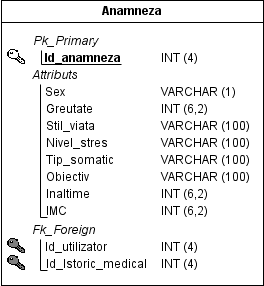 Anamneza
Pk_Primary
Id_anamneza INT (4)
Attributs
Sex VARCHAR (1)
Greutate INT (6,2)
Stil_viata VARCHAR (100)
Nivel_stres VARCHAR (100)
Tip_somatic VARCHAR (100)
Obiectiv VARCHAR (100)
Inaltime INT (6,2)
IMC INT (6,2)
Fk_Foreign
Id_utilizator INT (4)
Id_Istoric_medical INT (4)